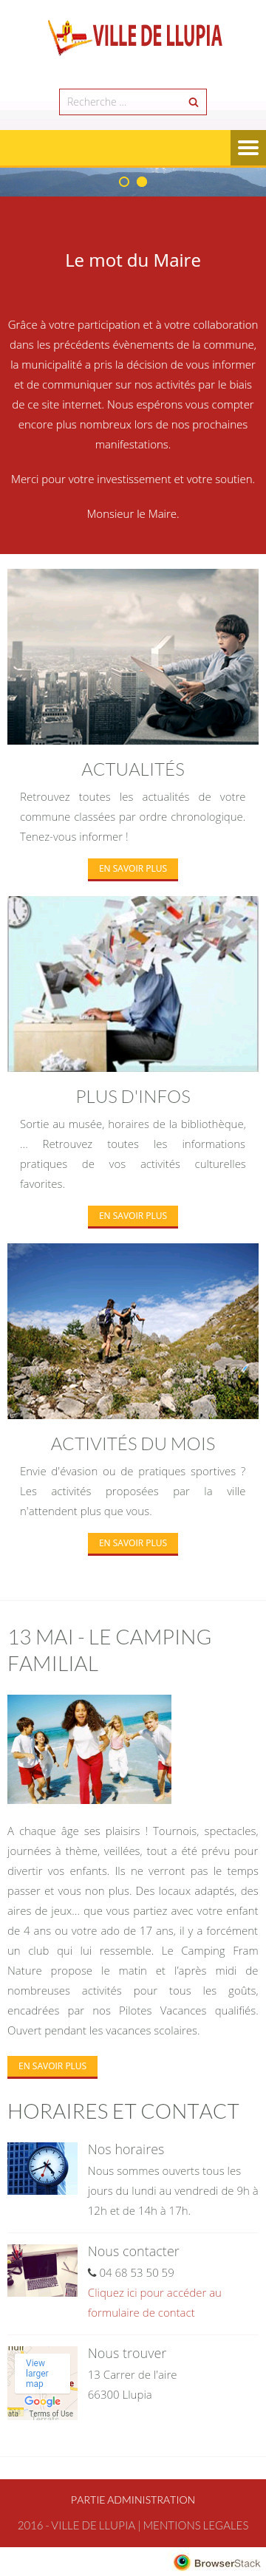 VILLE DE LLUPIA
Recherche ...
Le mot du Maire
Grâce à votre participation et à votre collaboration
dans les précédents évènements de la commune,
la municipalité a pris la décision de vous informer
et de communiquer sur nos activités par le biais
de ce site internet. Nous espérons vous compter
encore plus nombreux lors de nos prochaines
manifestations.
Merci pour votre investissement et votre soutien.
Monsieur le Maire.
ACTUALITÉS
Retrouvez toutes les actualités de votre
commune classées par ordre chronologique.
Tenez-vous informer !
EN SAVOIR PLUS
PLUS D'INFOS
Sortie au musée, horaires de la bibliothèque,
... Retrouvez toutes les informations
pratiques de vos activités culturelles
favorites.
EN SAVOIR PLUS
ACTIVITÉS DU MOIS
Envie d'évasion ou de pratiques sportives ?
Les activités proposées par la ville
n'attendent plus que vous.
EN SAVOIR PLUS
13 MAI - LE CAMPING
FAMILIAL
A chaque âge ses plaisirs ! Tournois, spectacles,
journées à thème, veillées, tout a été prévu pour
divertir vos enfants. Ils ne verront pas le temps
passer et vous non plus. Des locaux adaptés, des
aires de jeux... que vous partiez avec votre enfant
de 4 ans ou votre ado de 17 ans, il y a forcément
un club qui lui ressemble. Le Camping Fram
Nature propose le matin et l'après midi de
nombreuses activités pour tous les goûts,
encadrées par nos Pilotes Vacances qualifiés.
Ouvert pendant les vacances scolaires.
EN SAVOIR PLUS
HORAIRES ET CONTACT
Nos horaires
Nous sommes ouverts tous les
jours du lundi au vendredi de 9h à
12h et de 14h à 17h.
Nous contacter
04 68 53 50 59
Cliquez ici pour accéder au
formulaire de contact
Nous trouver
13 Carrer de l'aire
66300 Llupia
View
larger
map
Google
Terms of Use
PARTIE ADMINISTRATION
2016 - VILLE DE LLUPIA | MENTIONS LEGALES
BrowserStack